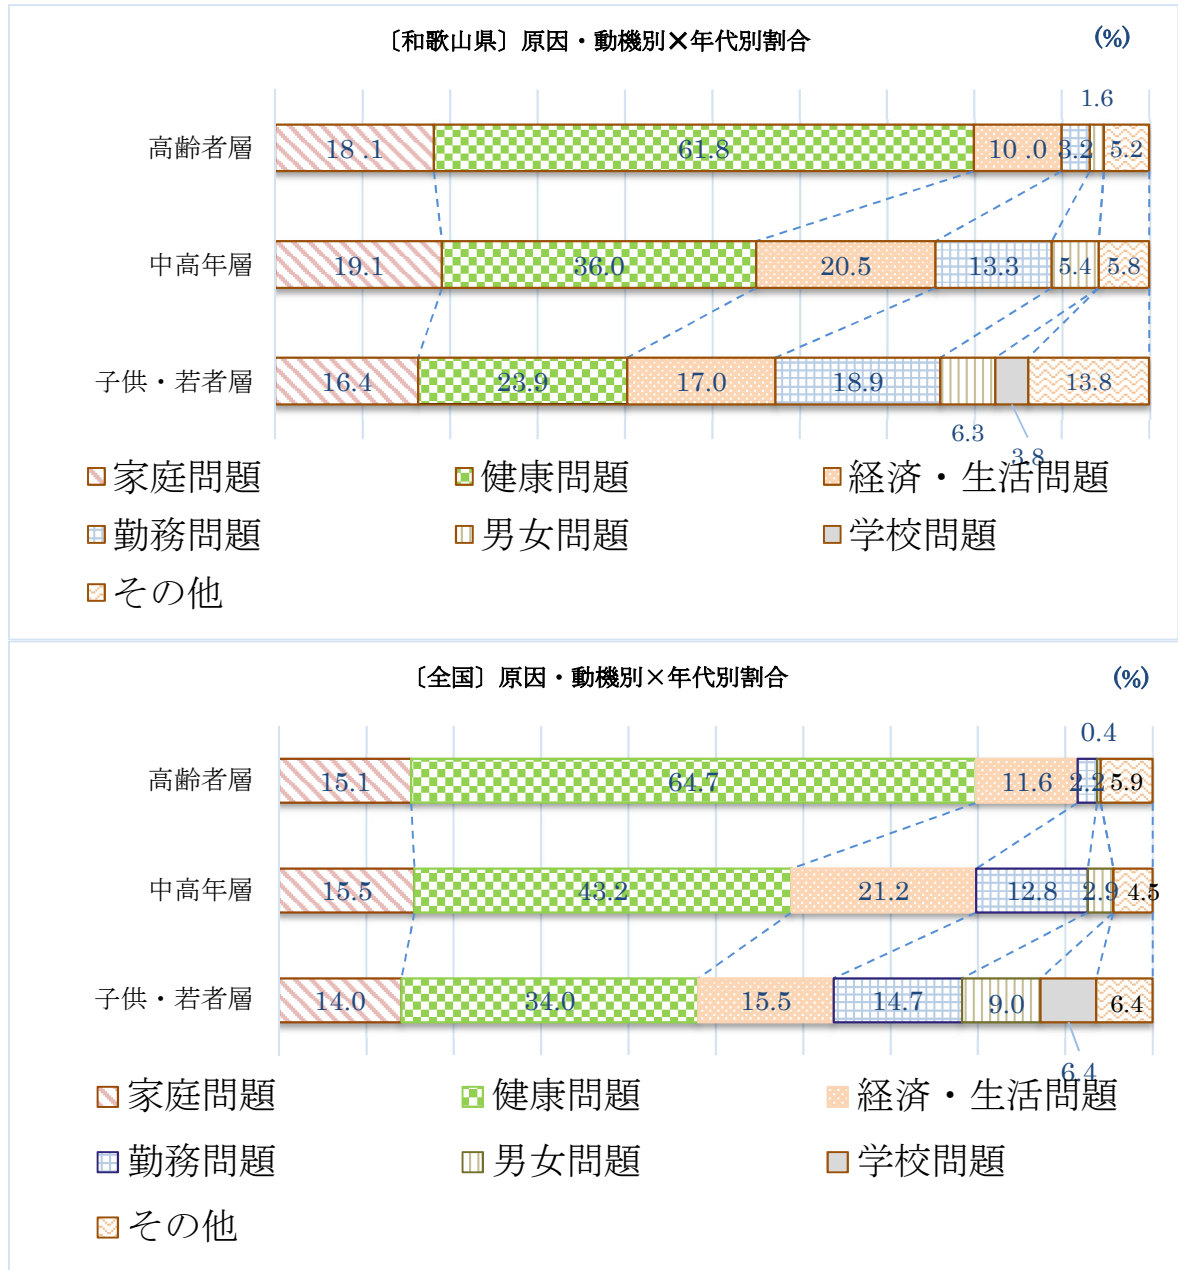 〔和歌山県〕原因・動機別×年代別割合 (%)
1.6
高齢者層 18 .1 61.8 10 .0 3.2 5.2
中高年層 19.1 36.0 20.5 13.3 5.4 5.8
子供・若者層 16.4 23.9 17.0 18.9 13.8
6.3
3.8
家庭問題 健康問題 経済・生活問題
勤務問題 男女問題 学校問題
その他
〔全国〕原因・動機別×年代別割合 (%)
0.4
高齢者層 15.1 64.7 11.6 2.2 5.9
中高年層 15.5 43.2 21.2 12.8 2.9 4.5
子供・若者層 14.0 34.0 15.5 14.7 9.0 6.4
6.4
家庭問題 健康問題 経済・生活問題
勤務問題 男女問題 学校問題
その他